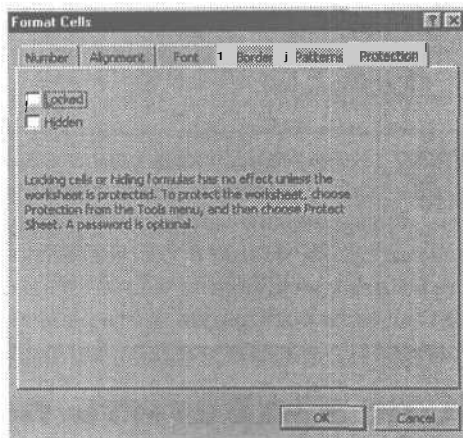 Format Cells
Number Alignment Font 1 Border j Patterns Protection
Locked
Hidden
Locking cells or hiding formulas has no effect unless the
worksheet is protected. To protect the worksheet, choose
Protection from the Tools menu, and then choose Protect
Sheet. A password is optional.
OK Cancel